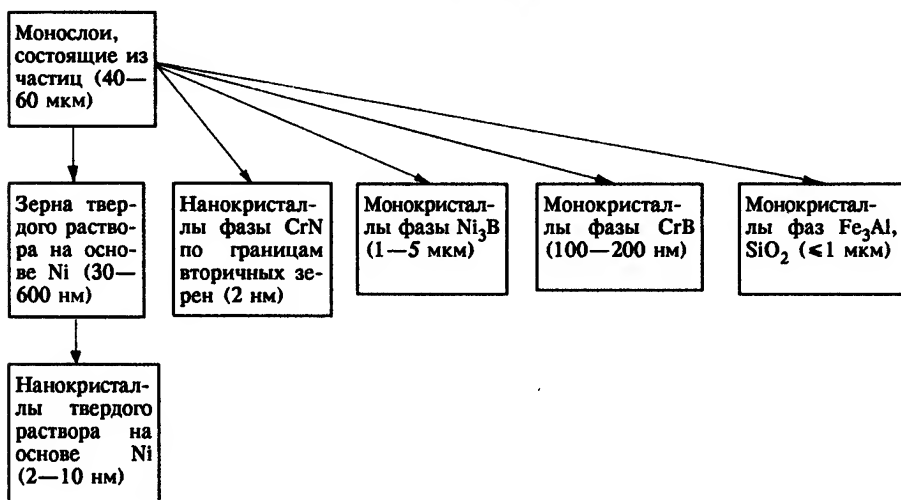 Монослои,
состоящие из
частиц (40—
60 мкм)
Зерна твер-
дого раство-
ра на осно-
ве Ni (30—
600 нм)
Нанокристал-
лы фазы CrN
по границам
вторичных зе-
рен (2 нм)
Монокристал-
лы фазы Ni₃B
(1—5 мкм)
Монокристал-
лы фазы CrB
(100—200 нм)
Монокристал-
лы фаз Fe₃Al,
SiO₂ (≤1 мкм)
Нанокристал-
лы твердого
раствора на
основе Ni
(2—10 нм)